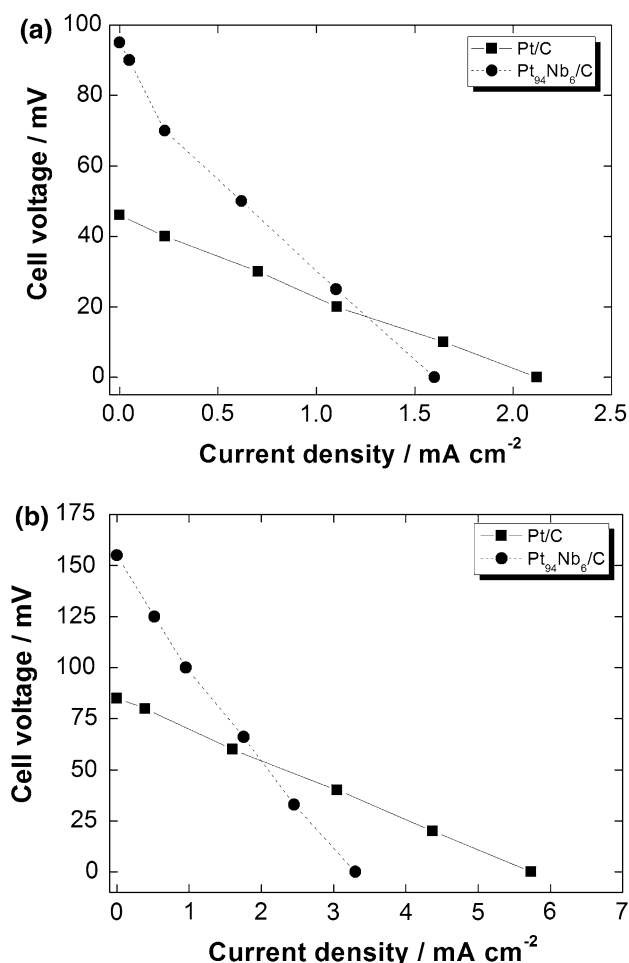 (a)
100
80
60
40
20
0
Cell voltage / mV
Pt/C
Pt₉₄Nb₆/C
0.0 0.5 1.0 1.5 2.0 2.5
Current density / mA cm⁻²
(b)
175
150
125
100
75
50
25
0
Cell voltage / mV
Pt/C
Pt₉₄Nb₆/C
0 1 2 3 4 5 6 7
Current density / mA cm⁻²